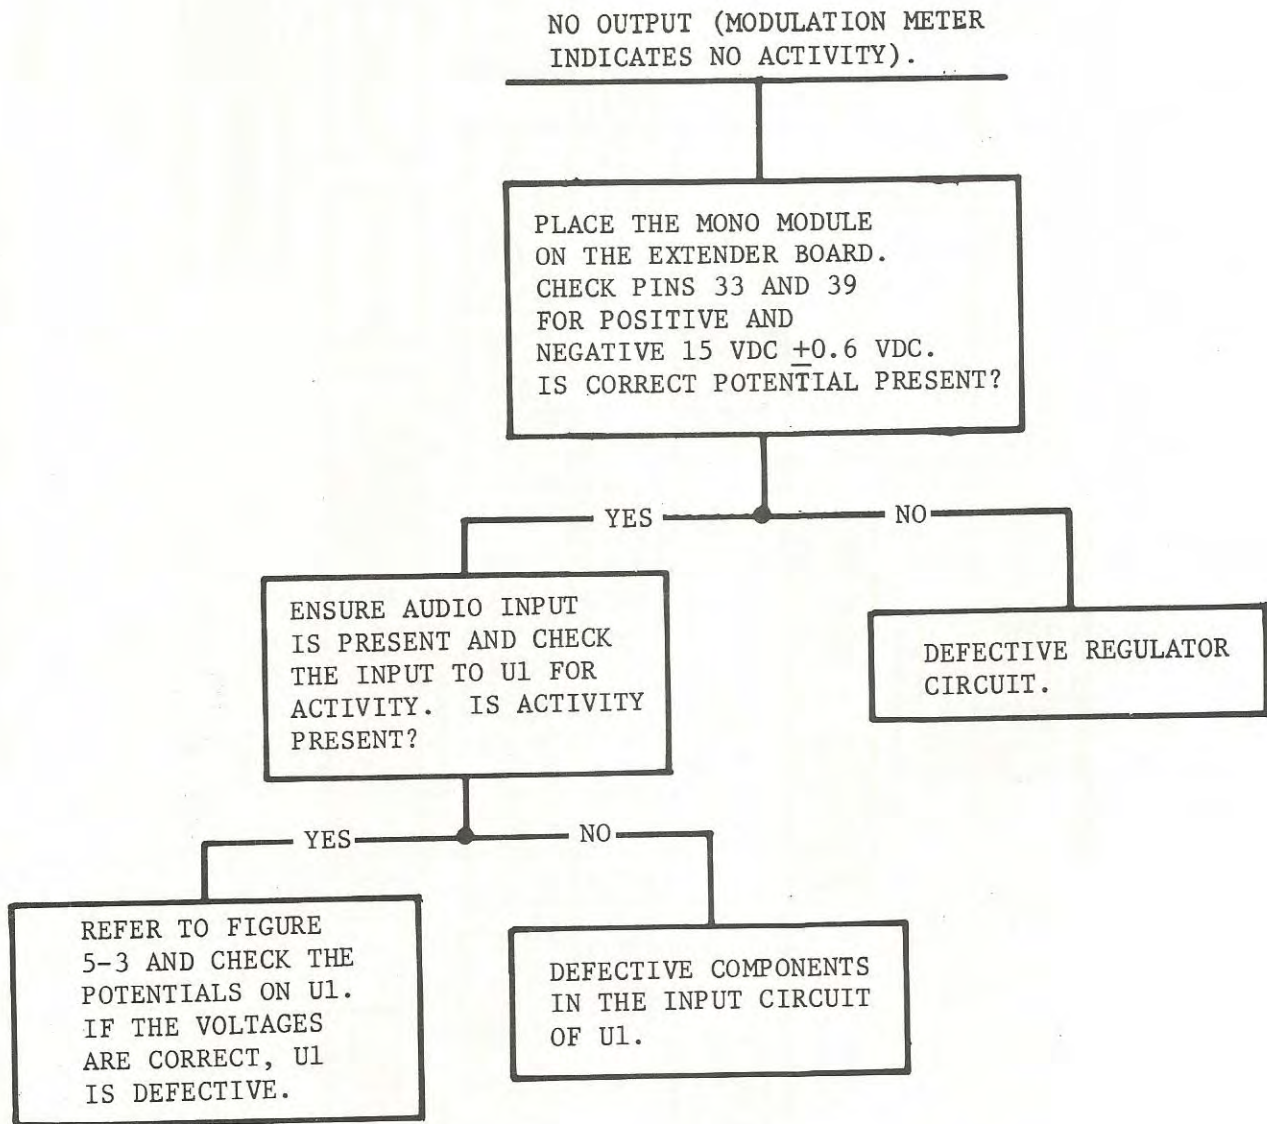 NO OUTPUT (MODULATION METER
INDICATES NO ACTIVITY).
PLACE THE MONO MODULE
ON THE EXTENDER BOARD.
CHECK PINS 33 AND 39
FOR POSITIVE AND
NEGATIVE 15 VDC ±0.6 VDC.
IS CORRECT POTENTIAL PRESENT?
YES
NO
ENSURE AUDIO INPUT
IS PRESENT AND CHECK
THE INPUT TO U1 FOR
ACTIVITY. IS ACTIVITY
PRESENT?
DEFECTIVE REGULATOR
CIRCUIT.
YES
NO
REFER TO FIGURE
5-3 AND CHECK THE
POTENTIALS ON U1.
IF THE VOLTAGES
ARE CORRECT, U1
IS DEFECTIVE.
DEFECTIVE COMPONENTS
IN THE INPUT CIRCUIT
OF U1.